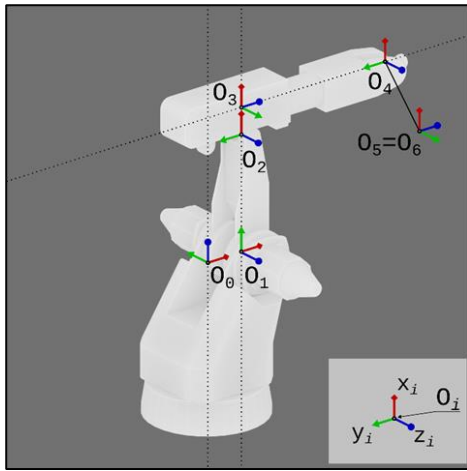 O₄
O₃
O₅=O₆
O₂
O₀
O₁
xᵢ
Oᵢ
yᵢ
zᵢ